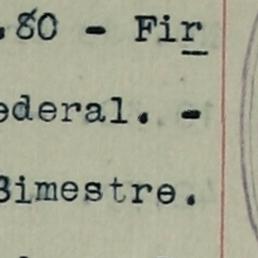 .80 - Fir
ederal. -
Bimestre.